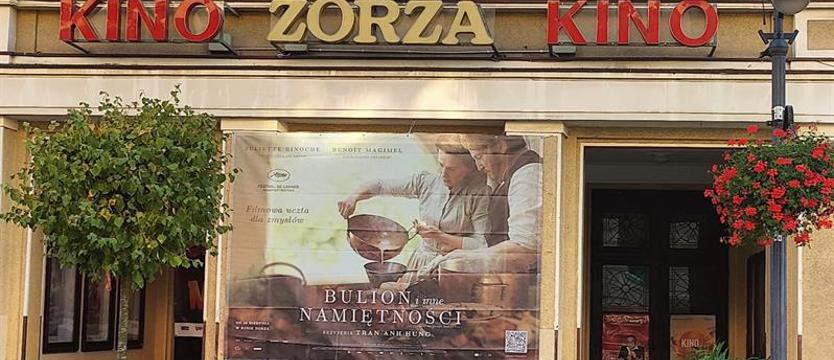 KINO ZORZA KINO
JULIETTE BINOCHE BENOÎT MAGIMEL
FESTIVAL DE CANNES
Filmowa uczta
dla zmysłów
BULION i inne
NAMIĘTNOŚCI
REŻYSERIA TRAN ANH HUNG
KINO